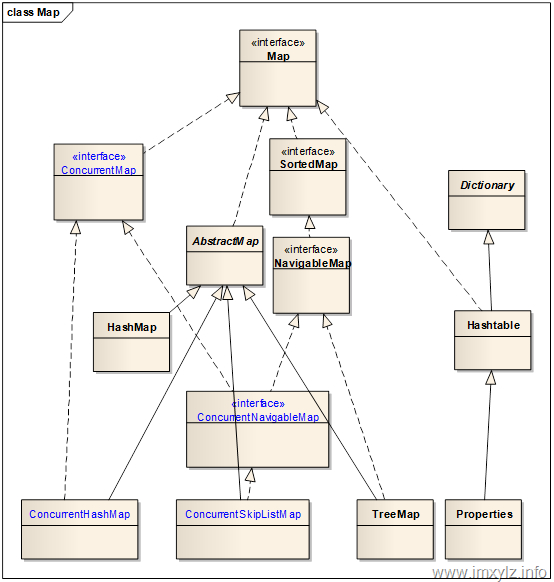 class Map
«interface»
Map
«interface»
ConcurrentMap
«interface»
SortedMap
Dictionary
AbstractMap
«interface»
NavigableMap
HashMap
Hashtable
«interface»
ConcurrentNavigableMap
ConcurrentHashMap
ConcurrentSkipListMap
TreeMap
Properties
www.imxylz.info